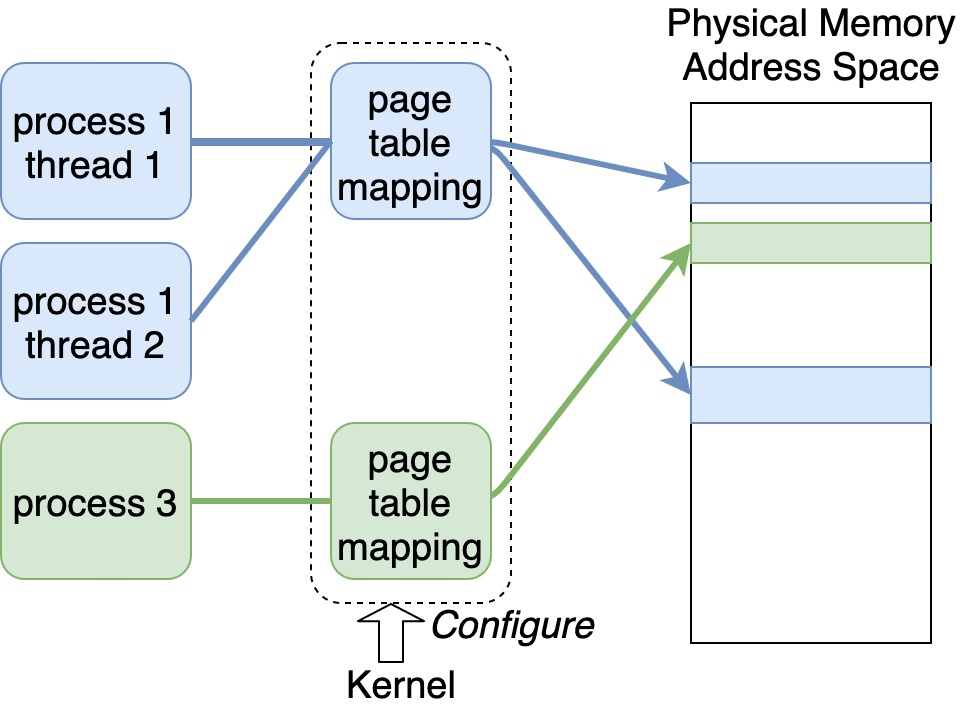 Physical Memory
Address Space
process 1
thread 1
page
table
mapping
process 1
thread 2
process 3
page
table
mapping
Configure
Kernel